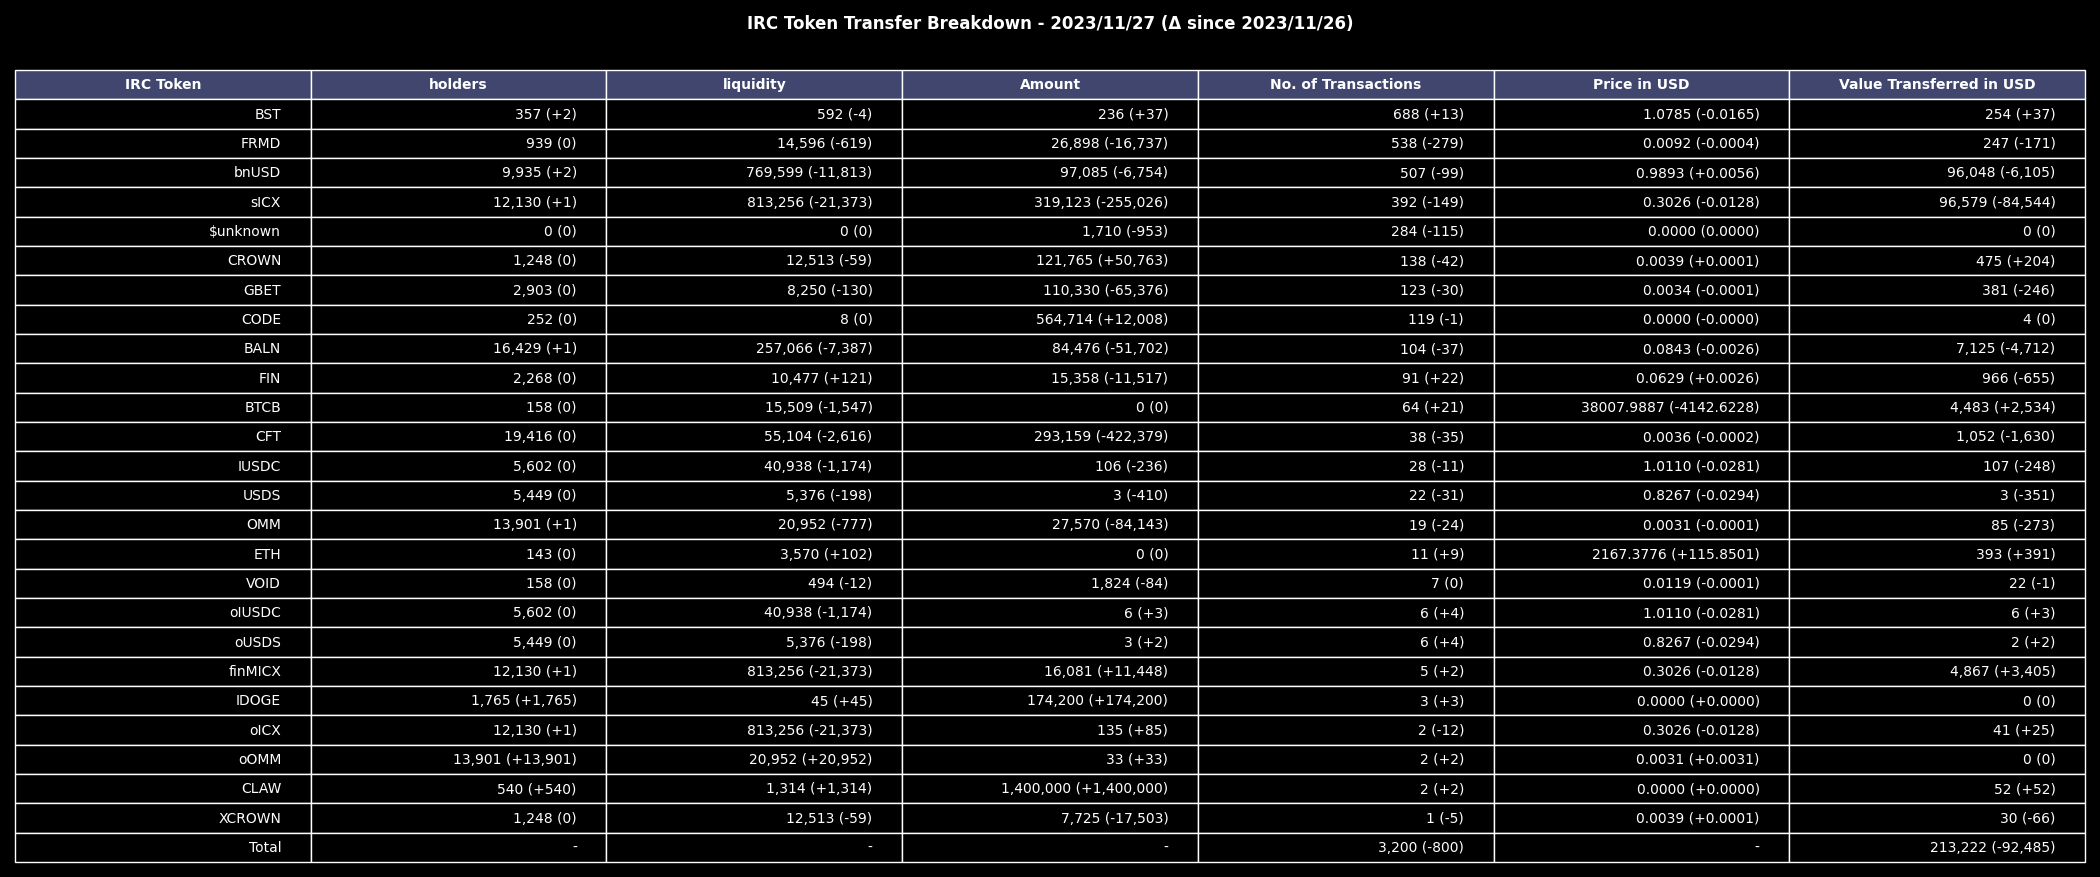 IRC Token Transfer Breakdown - 2023/11/27 (Δ since 2023/11/26)
IRC Token holders liquidity Amount No. of Transactions Price in USD Value Transferred in USD
BST 357 (+2) 592 (-4) 236 (+37) 688 (+13) 1.0785 (-0.0165) 254 (+37)
FRMD 939 (0) 14,596 (-619) 26,898 (-16,737) 538 (-279) 0.0092 (-0.0004) 247 (-171)
bnUSD 9,935 (+2) 769,599 (-11,813) 97,085 (-6,754) 507 (-99) 0.9893 (+0.0056) 96,048 (-6,105)
sICX 12,130 (+1) 813,256 (-21,373) 319,123 (-255,026) 392 (-149) 0.3026 (-0.0128) 96,579 (-84,544)
$unknown 0 (0) 0 (0) 1,710 (-953) 284 (-115) 0.0000 (0.0000) 0 (0)
CROWN 1,248 (0) 12,513 (-59) 121,765 (+50,763) 138 (-42) 0.0039 (+0.0001) 475 (+204)
GBET 2,903 (0) 8,250 (-130) 110,330 (-65,376) 123 (-30) 0.0034 (-0.0001) 381 (-246)
CODE 252 (0) 8 (0) 564,714 (+12,008) 119 (-1) 0.0000 (-0.0000) 4 (0)
BALN 16,429 (+1) 257,066 (-7,387) 84,476 (-51,702) 104 (-37) 0.0843 (-0.0026) 7,125 (-4,712)
FIN 2,268 (0) 10,477 (+121) 15,358 (-11,517) 91 (+22) 0.0629 (+0.0026) 966 (-655)
BTCB 158 (0) 15,509 (-1,547) 0 (0) 64 (+21) 38007.9887 (-4142.6228) 4,483 (+2,534)
CFT 19,416 (0) 55,104 (-2,616) 293,159 (-422,379) 38 (-35) 0.0036 (-0.0002) 1,052 (-1,630)
IUSDC 5,602 (0) 40,938 (-1,174) 106 (-236) 28 (-11) 1.0110 (-0.0281) 107 (-248)
USDS 5,449 (0) 5,376 (-198) 3 (-410) 22 (-31) 0.8267 (-0.0294) 3 (-351)
OMM 13,901 (+1) 20,952 (-777) 27,570 (-84,143) 19 (-24) 0.0031 (-0.0001) 85 (-273)
ETH 143 (0) 3,570 (+102) 0 (0) 11 (+9) 2167.3776 (+115.8501) 393 (+391)
VOID 158 (0) 494 (-12) 1,824 (-84) 7 (0) 0.0119 (-0.0001) 22 (-1)
oIUSDC 5,602 (0) 40,938 (-1,174) 6 (+3) 6 (+4) 1.0110 (-0.0281) 6 (+3)
oUSDS 5,449 (0) 5,376 (-198) 3 (+2) 6 (+4) 0.8267 (-0.0294) 2 (+2)
finMICX 12,130 (+1) 813,256 (-21,373) 16,081 (+11,448) 5 (+2) 0.3026 (-0.0128) 4,867 (+3,405)
IDOGE 1,765 (+1,765) 45 (+45) 174,200 (+174,200) 3 (+3) 0.0000 (+0.0000) 0 (0)
oICX 12,130 (+1) 813,256 (-21,373) 135 (+85) 2 (-12) 0.3026 (-0.0128) 41 (+25)
oOMM 13,901 (+13,901) 20,952 (+20,952) 33 (+33) 2 (+2) 0.0031 (+0.0031) 0 (0)
CLAW 540 (+540) 1,314 (+1,314) 1,400,000 (+1,400,000) 2 (+2) 0.0000 (+0.0000) 52 (+52)
XCROWN 1,248 (0) 12,513 (-59) 7,725 (-17,503) 1 (-5) 0.0039 (+0.0001) 30 (-66)
Total - - - 3,200 (-800) - 213,222 (-92,485)